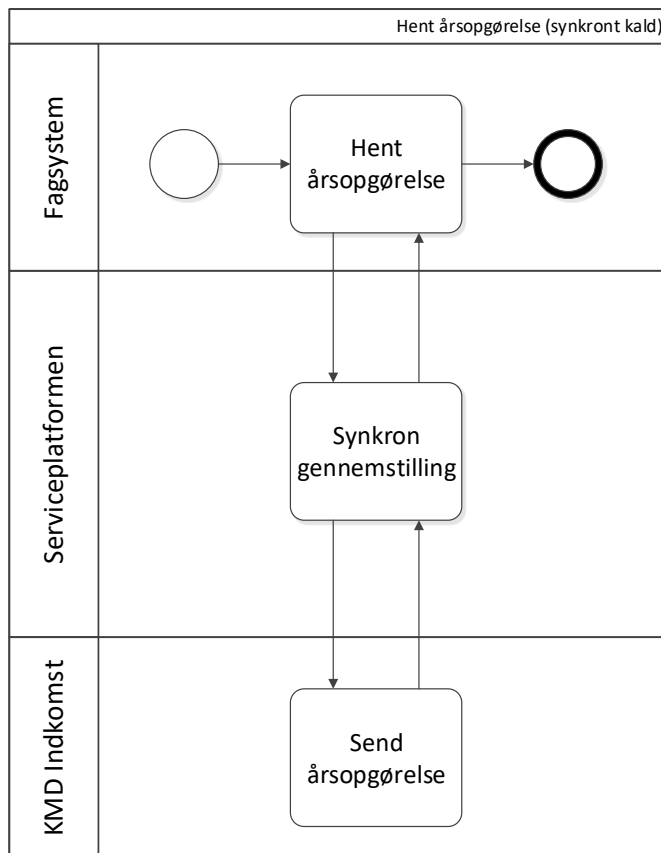 Hent årsopgørelse (synkront kald)
Fagsystem
Hent
årsopgørelse
Serviceplatformen
Synkron
gennemstilling
KMD Indkomst
Send
årsopgørelse